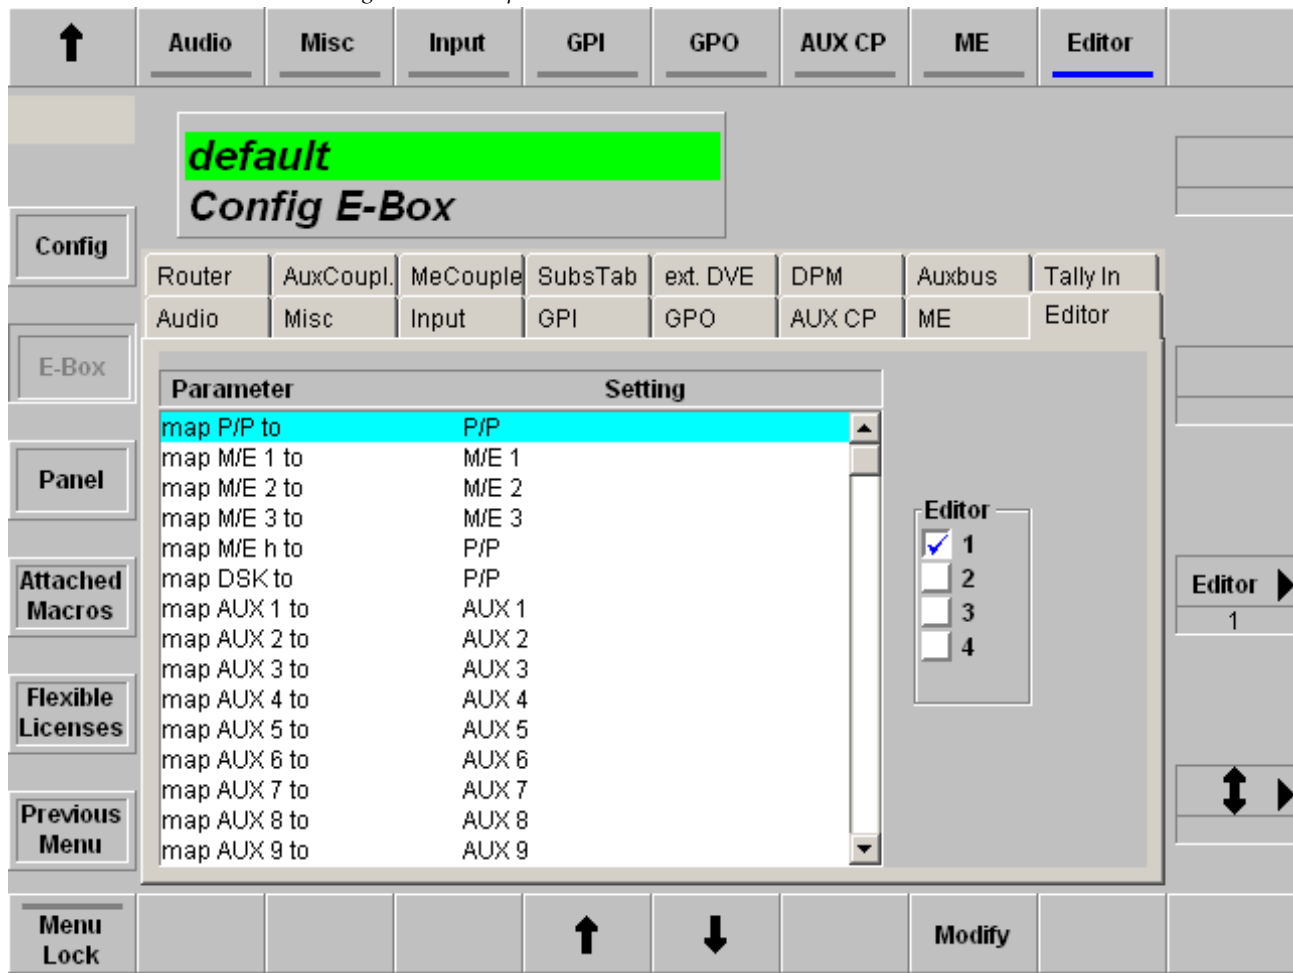 Audio Misc Input GPI GPO AUX CP ME Editor
default
Config E-Box
Config
E-Box
Panel
Attached
Macros
Flexible
Licenses
Previous
Menu
Router AuxCoupl. MeCouple SubsTab ext. DVE DPM Auxbus Tally In
Audio Misc Input GPI GPO AUX CP ME Editor
Parameter Setting
map P/P to P/P
map M/E 1 to M/E 1
map M/E 2 to M/E 2
map M/E 3 to M/E 3
map M/E h to P/P
map DSK to P/P
map AUX 1 to AUX 1
map AUX 2 to AUX 2
map AUX 3 to AUX 3
map AUX 4 to AUX 4
map AUX 5 to AUX 5
map AUX 6 to AUX 6
map AUX 7 to AUX 7
map AUX 8 to AUX 8
map AUX 9 to AUX 9
Editor
1
2
3
4
Editor
1
Menu
Lock
Modify